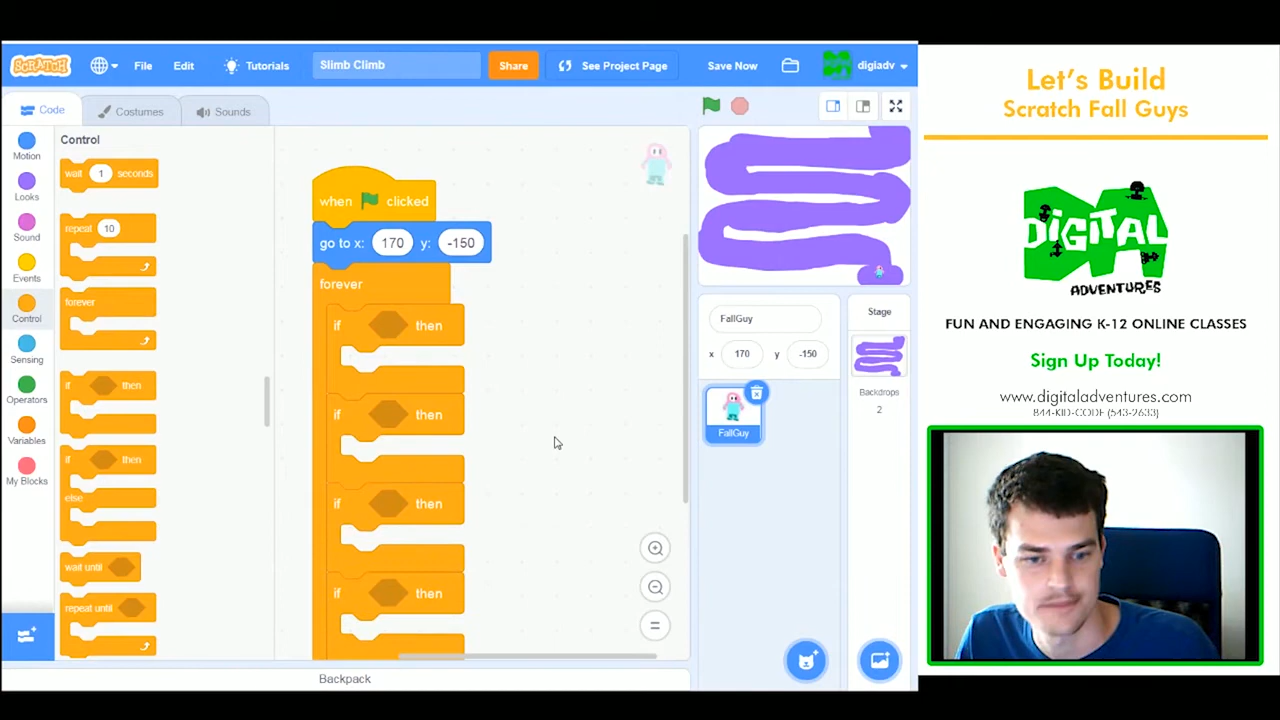 SCRATCH
File
Edit
Tutorials
Slimb Climb
Share
See Project Page
Save Now
digiadv
Code
Costumes
Sounds
Motion
Looks
Sound
Events
Control
Sensing
Operators
Variables
My Blocks
Control
wait 1 seconds
repeat 10
forever
if then
if then
else
wait until
repeat until
when clicked
go to x: 170 y: -150
forever
if then
if then
if then
if then
Backpack
FallGuy
x 170 y -150
FallGuy
Stage
Backdrops
2
Let's Build
Scratch Fall Guys
DIGITAL
ADVENTURES
FUN AND ENGAGING K-12 ONLINE CLASSES
Sign Up Today!
www.digitaladventures.com
844-KID-CODE (543-2633)